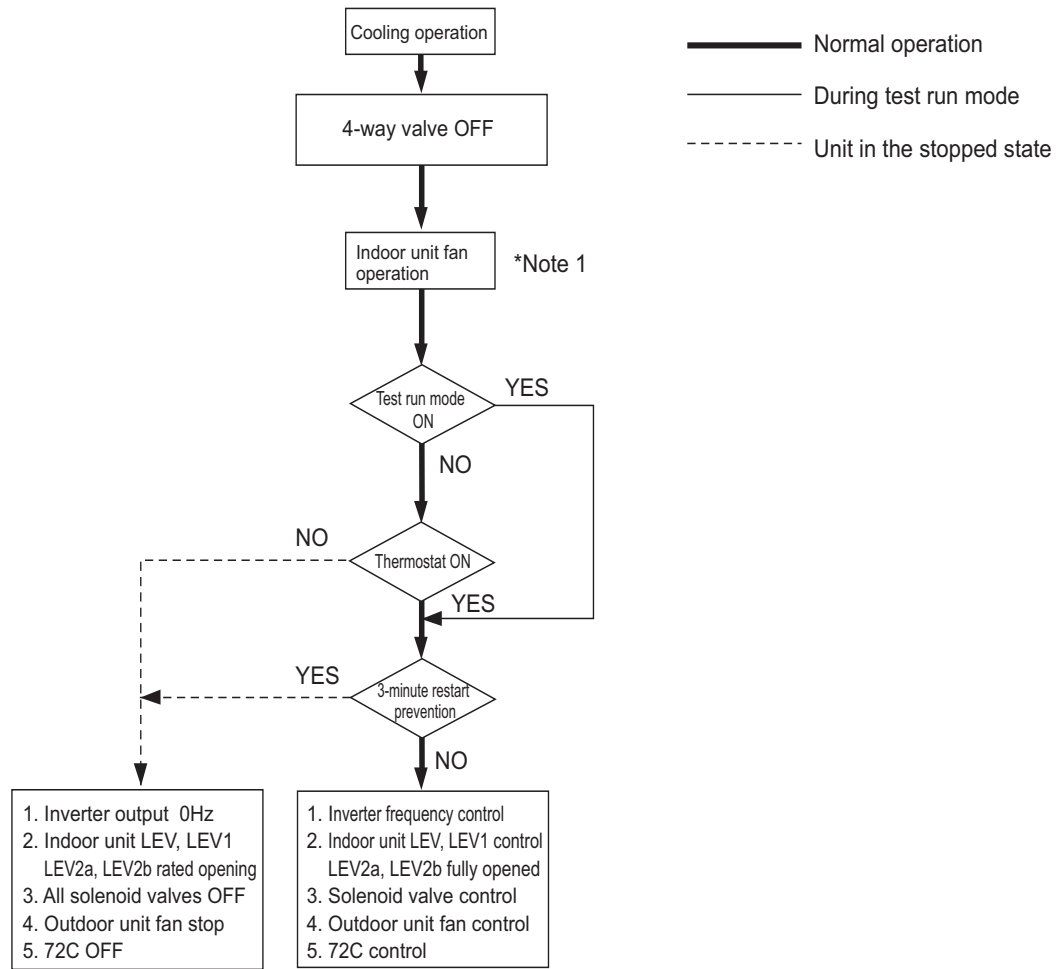 Cooling operation
Normal operation
During test run mode
4-way valve OFF
Unit in the stopped state
Indoor unit fan
operation
*Note 1
Test run mode
ON
YES
NO
NO
Thermostat ON
YES
YES
3-minute restart
prevention
NO
1. Inverter output 0Hz
2. Indoor unit LEV, LEV1
LEV2a, LEV2b rated opening
3. All solenoid valves OFF
4. Outdoor unit fan stop
5. 72C OFF
1. Inverter frequency control
2. Indoor unit LEV, LEV1 control
LEV2a, LEV2b fully opened
3. Solenoid valve control
4. Outdoor unit fan control
5. 72C control